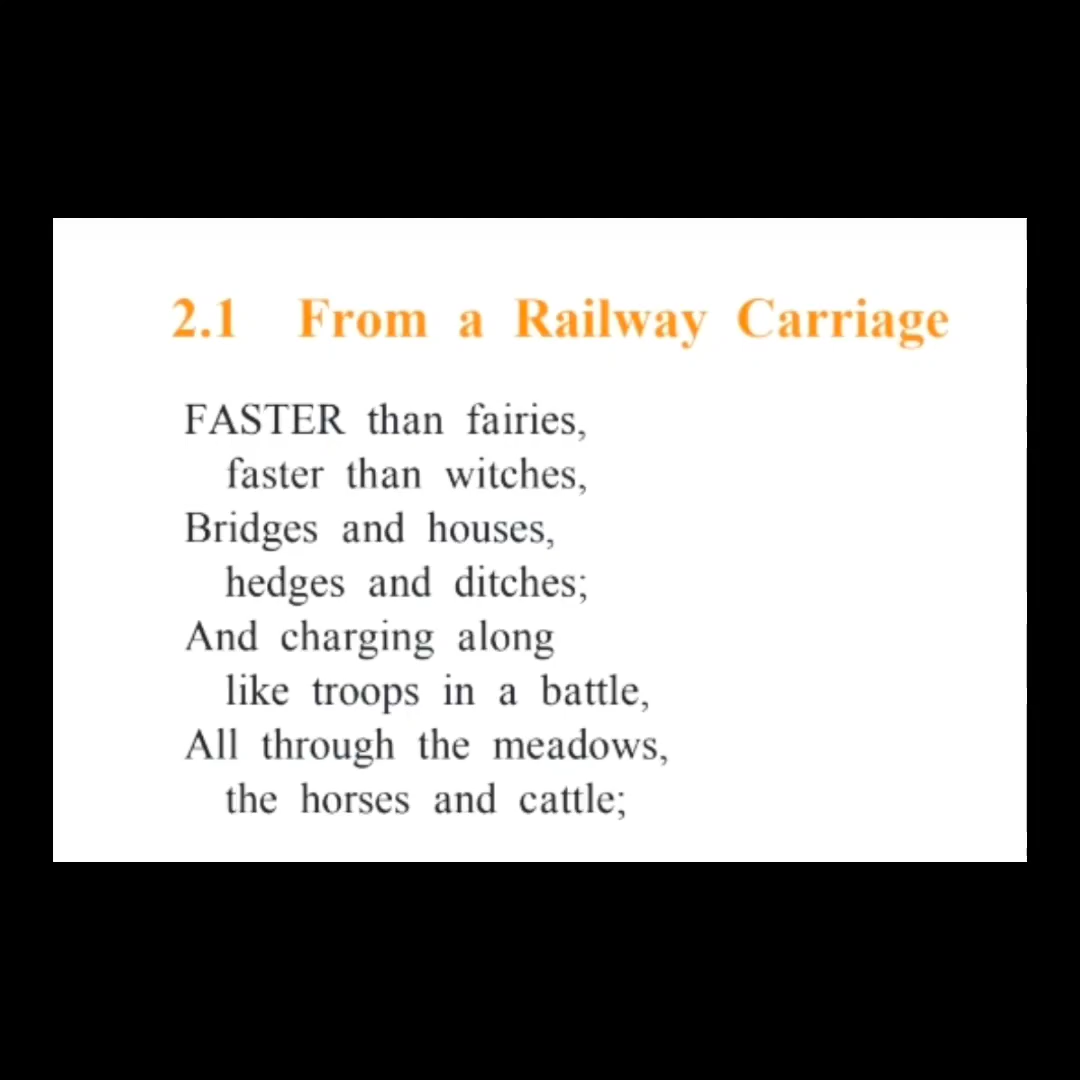 2.1 From a Railway Carriage
FASTER than fairies,
faster than witches,
Bridges and houses,
hedges and ditches;
And charging along
like troops in a battle,
All through the meadows,
the horses and cattle;